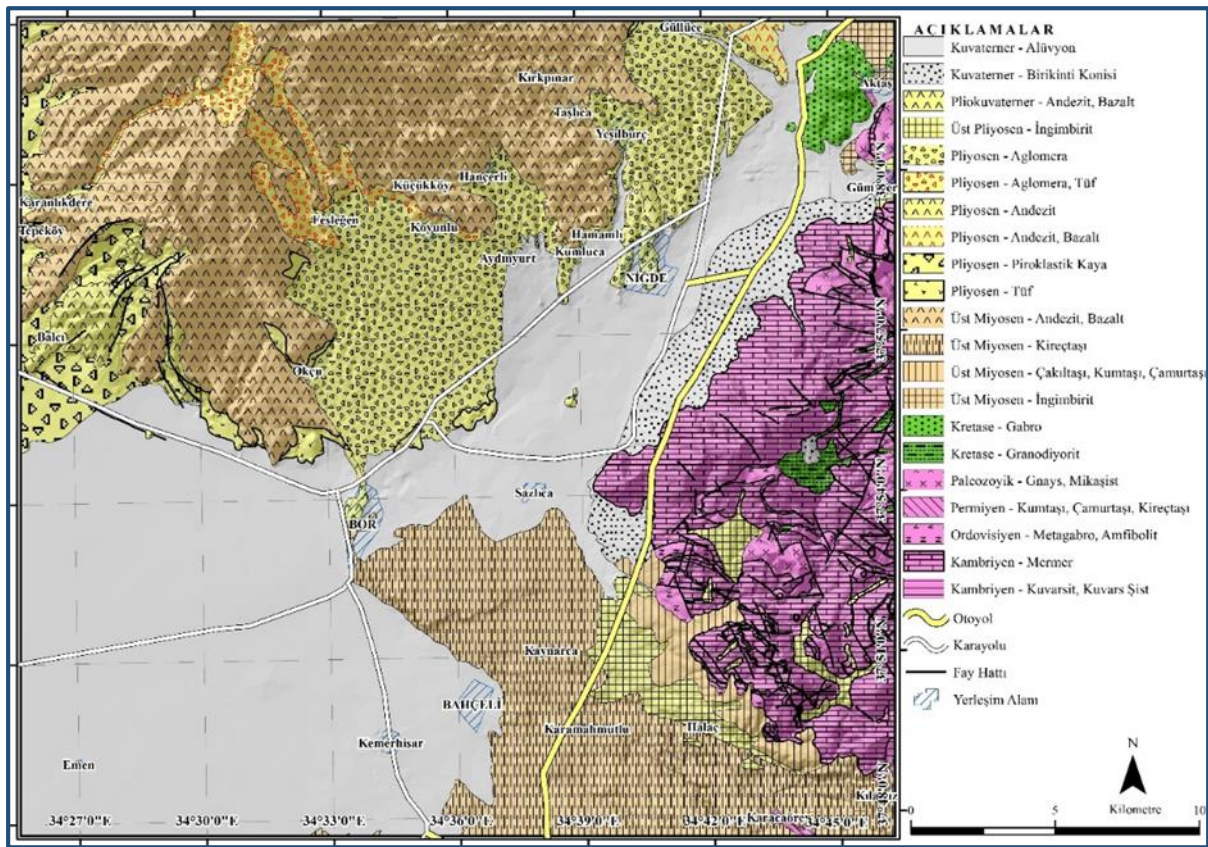 Güllüce
Kırkpınar
Taşlıca
Yeşilburç
Aktaş
Hançerli
Küçükköy
Karanlıkdere
Tepeköy
Fesleğen
Koyunlu
Hamamlı
Kumluca
Aydınyurt
NİĞDE
Balcı
Okçu
Sazlıca
BOR
Kaynarca
BAHÇELİ
Karamahmutlu
Kemerhisar
Emen
34°27'0"E
34°30'0"E
34°33'0"E
34°36'0"E
34°39'0"E
34°42'0"E
34°45'0"E
AÇIKLAMALAR
Kuvaterner - Alüvyon
Kuvaterner - Birikinti Konisi
Pliokuvaterner - Andezit, Bazalt
Üst Pliyosen - İngimbirit
Pliyosen - Aglomera
Pliyosen - Aglomera, Tüf
Pliyosen - Andezit
Pliyosen - Andezit, Bazalt
Pliyosen - Piroklastik Kaya
Pliyosen - Tüf
Üst Miyosen - Andezit, Bazalt
Üst Miyosen - Kireçtaşı
Üst Miyosen - Çakıltaşı, Kumtaşı, Çamurtaşı
Üst Miyosen - İngimbirit
Kretase - Gabro
Kretase - Granodiyorit
Paleozoyik - Gnays, Mikaşist
Permiyen - Kumtaşı, Çamurtaşı, Kireçtaşı
Ordovisiyen - Metagabro, Amfibolit
Kambriyen - Mermer
Kambriyen - Kuvarsit, Kuvars Şist
Otoyol
Karayolu
Fay Hattı
Yerleşim Alanı
N
0 5 10
Kilometre